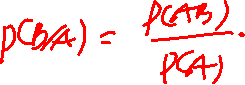 P(B/A) = P(AB) / P(A).